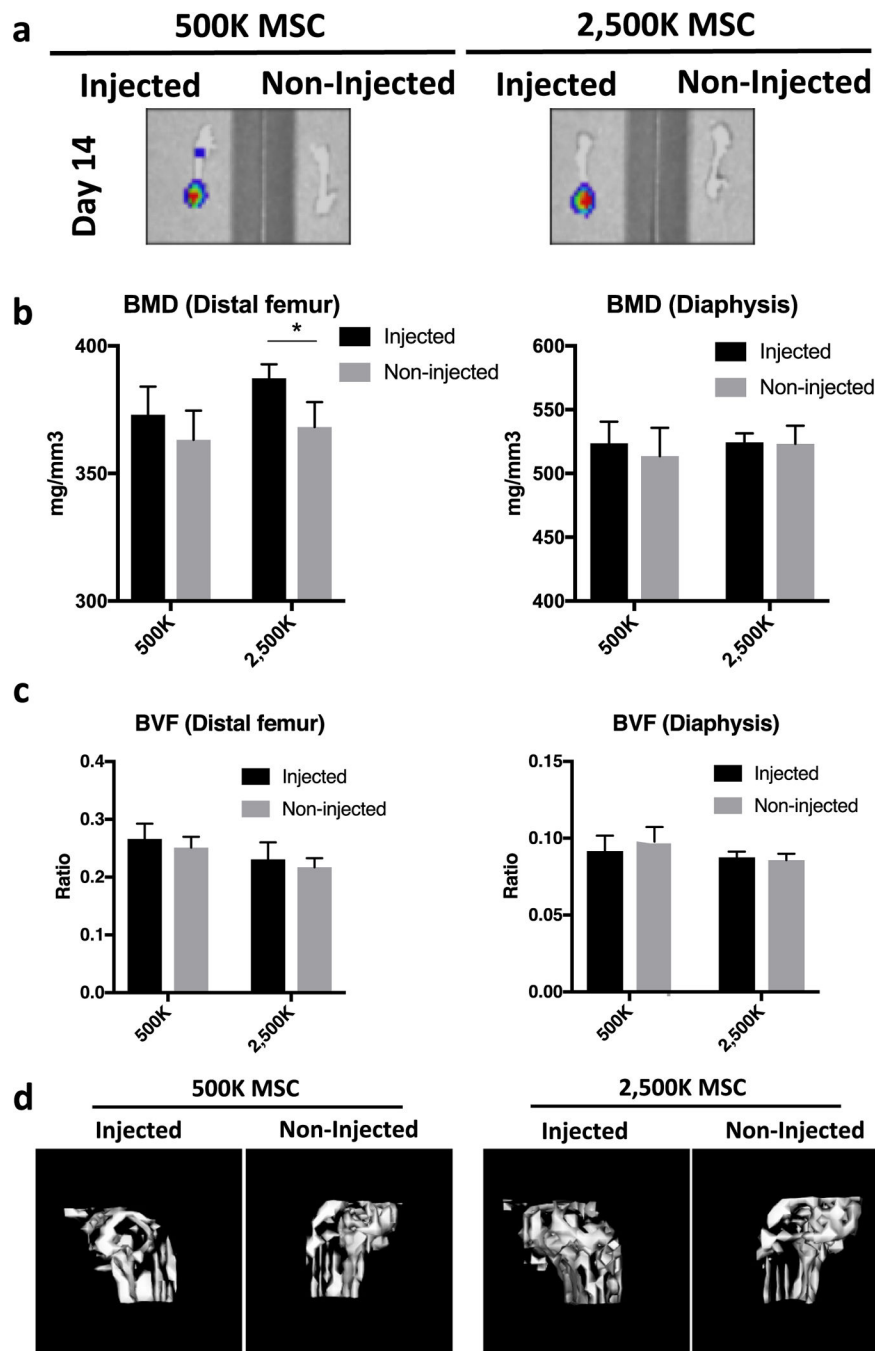 a
500K MSC
2,500K MSC
Injected
Non-Injected
Injected
Non-Injected
Day 14
b
BMD (Distal femur)
400
350
300
mg/mm3
*
Injected
Non-injected
500K
2,500K
BMD (Diaphysis)
600
550
500
450
400
mg/mm3
Injected
Non-injected
500K
2,500K
c
BVF (Distal femur)
0.4
0.3
0.2
0.1
0.0
Ratio
Injected
Non-injected
500K
2,500K
BVF (Diaphysis)
0.15
0.10
0.05
0.00
Ratio
Injected
Non-injected
500K
2,500K
d
500K MSC
2,500K MSC
Injected
Non-Injected
Injected
Non-Injected